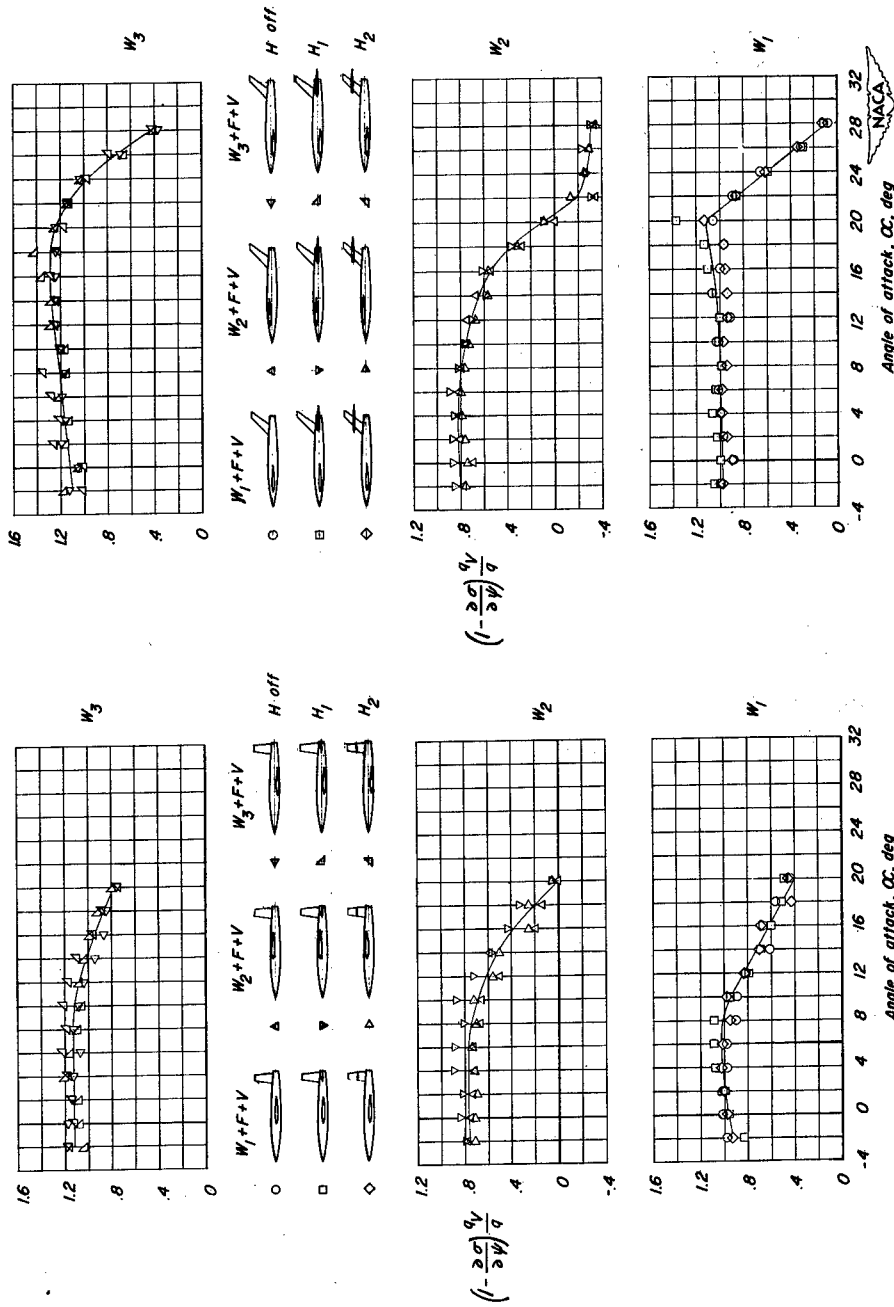 W3
1.6
1.2
.8
.4
0
W1+F+V W2+F+V W3+F+V
H off
H1
H2
W2
1.2
.8
.4
0
-.4
(1 - ∂σ/∂ψ) qV/q
W1
1.6
1.2
.8
.4
0
-4 0 4 8 12 16 20 24 28 32
Angle of attack, α, deg
W3
1.6
1.2
.8
.4
0
W1+F+V W2+F+V W3+F+V
H off
H1
H2
W2
1.2
.8
.4
0
-.4
(1 - ∂σ/∂ψ) qV/q
W1
1.6
1.2
.8
.4
0
-4 0 4 8 12 16 20 24 28 32
Angle of attack, α, deg
NACA